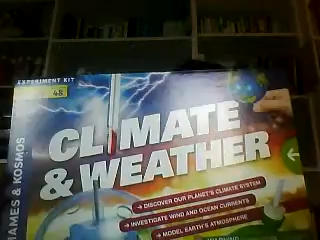 EXPERIMENT KIT
48
CLIMATE
& WEATHER
DISCOVER OUR PLANET'S CLIMATE SYSTEM
INVESTIGATE WIND AND OCEAN CURRENTS
MODEL EARTH'S ATMOSPHERE
AMES & KOSMOS